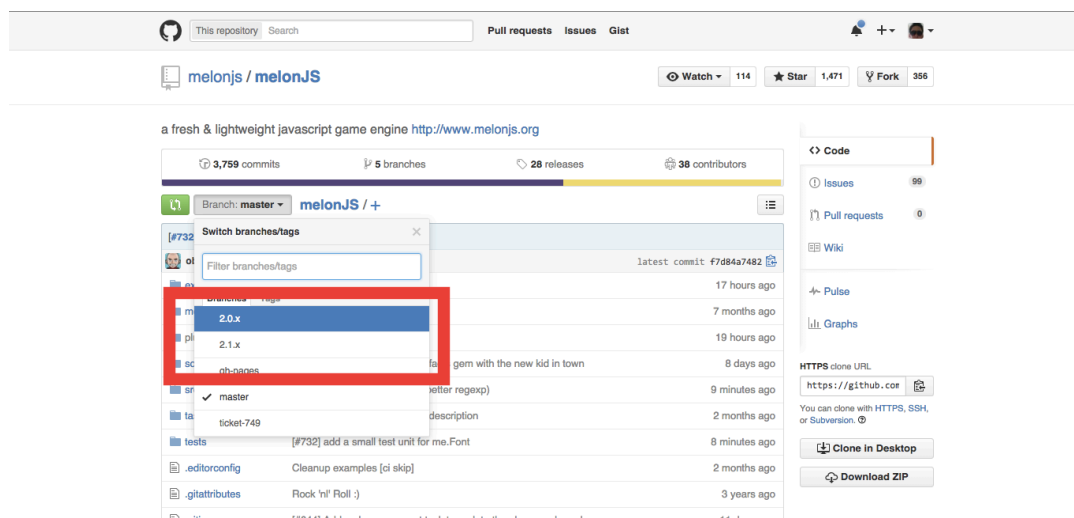 This repository Search Pull requests Issues Gist
melonjs / melonJS Watch 114 Star 1,471 Fork 356
a fresh & lightweight javascript game engine http://www.melonjs.org
3,759 commits 5 branches 28 releases 38 contributors
Branch: master melonJS / +
Switch branches/tags
[#732
Filter branches/tags
latest commit f7d84a7482
17 hours ago
Branches Tags
2.0.x
7 months ago
2.1.x
19 hours ago
gem with the new kid in town 8 days ago
gh-pages
master
etter regexp) 9 minutes ago
description 2 months ago
ticket-749
tests [#732] add a small test unit for me.Font 8 minutes ago
.editorconfig Cleanup examples [ci skip] 2 months ago
.gitattributes Rock 'n!' Roll :) 3 years ago
Code
Issues 99
Pull requests 0
Wiki
Pulse
Graphs
HTTPS clone URL
https://github.com
You can clone with HTTPS, SSH,
or Subversion.
Clone in Desktop
Download ZIP